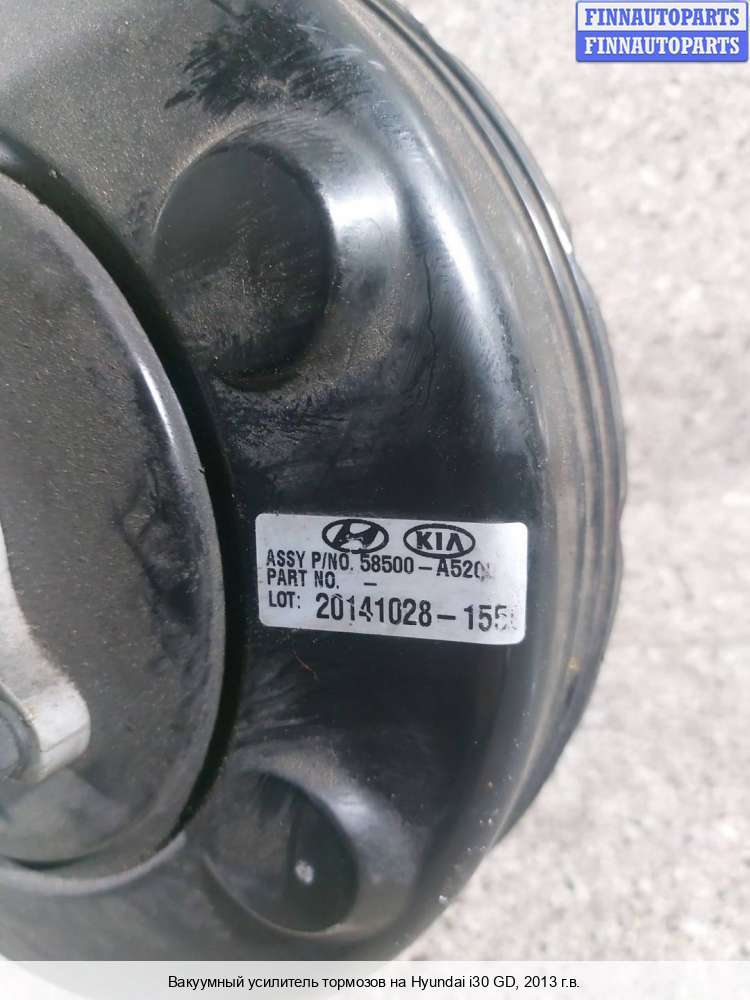 FINNAUTOPARTS
FINNAUTOPARTS
KIA
ASSY P/NO. 58500-A520
PART NO. -
LOT: 20141028-155
Вакуумный усилитель тормозов на Hyundai i30 GD, 2013 г.в.